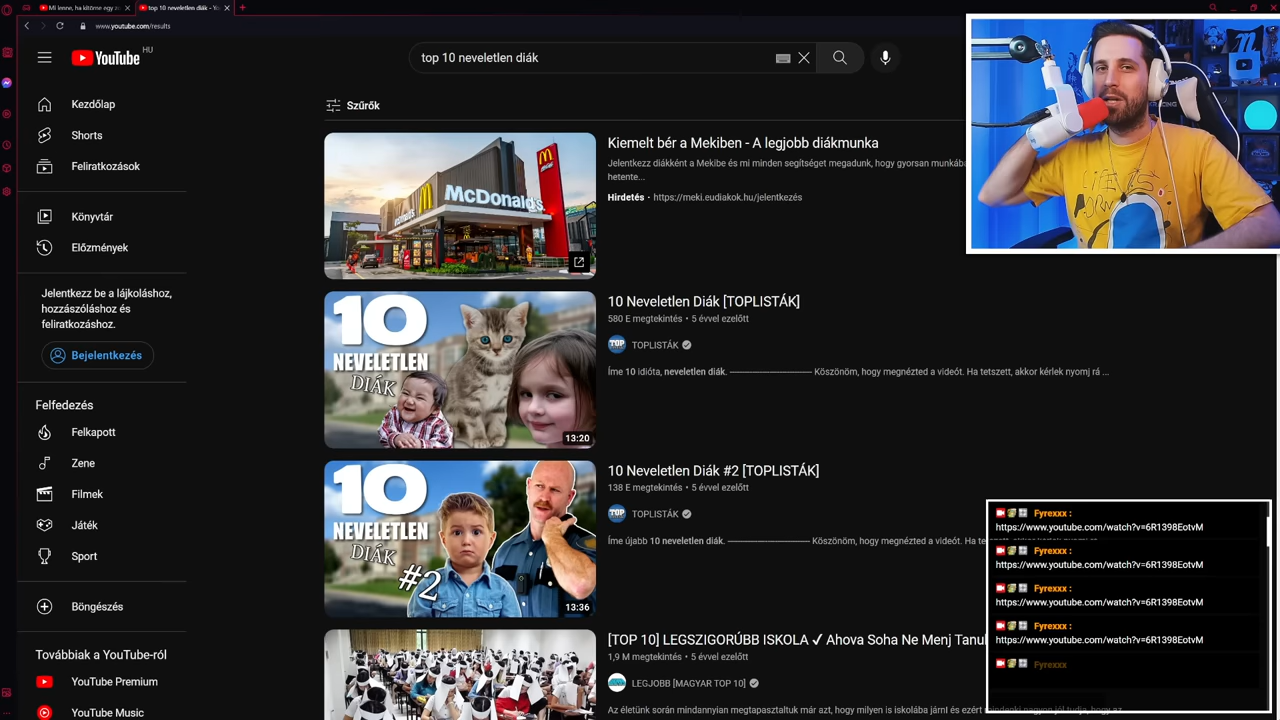 Mi lenne, ha kitörne egy zo
top 10 neveletlen diák - Yo
www.youtube.com/results
YouTube HU
top 10 neveletlen diák
Kezdőlap
Shorts
Feliratkozások
Könyvtár
Előzmények
Jelentkezz be a lájkoláshoz,
hozzászóláshoz és
feliratkozáshoz.
Bejelentkezés
Felfedezés
Felkapott
Zene
Filmek
Játék
Sport
Böngészés
Továbbiak a YouTube-ról
YouTube Premium
YouTube Music
Szűrők
McDonald's
Kiemelt bér a Mekiben - A legjobb diákmunka
Jelentkezz diákként a Mekibe és mi minden segítséget megadunk, hogy gyorsan munkába
hetente...
Hirdetés · https://meki.eudiakok.hu/jelentkezés
10
NEVELETLEN
DIÁK
13:20
10 Neveletlen Diák [TOPLISTÁK]
580 E megtekintés • 5 évvel ezelőtt
TOP TOPLISTÁK
Íme 10 idióta, neveletlen diák. ---------------------- Köszönöm, hogy megnézted a videót. Ha tetszett, akkor kérlek nyomj rá ...
10
NEVELETLEN
DIÁK
#2
13:36
10 Neveletlen Diák #2 [TOPLISTÁK]
138 E megtekintés • 5 évvel ezelőtt
TOP TOPLISTÁK
Íme újabb 10 neveletlen diák. ---------------------- Köszönöm, hogy megnézted a videót. Ha te
[TOP 10] LEGSZIGORÚBB ISKOLA ✓ Ahova Soha Ne Menj Tanul
1,9 M megtekintés • 5 évvel ezelőtt
LEGJOBB [MAGYAR TOP 10]
Az életünk során mindannyian megtapasztaltuk már azt, hogy milyen is iskolába járni és ezért mindenki nagyon jól tudja, hogy az
Fyrexxx :
https://www.youtube.com/watch?v=6R1398EotvM
Fyrexxx :
https://www.youtube.com/watch?v=6R1398EotvM
Fyrexxx :
https://www.youtube.com/watch?v=6R1398EotvM
Fyrexxx :
https://www.youtube.com/watch?v=6R1398EotvM
Fyrexxx